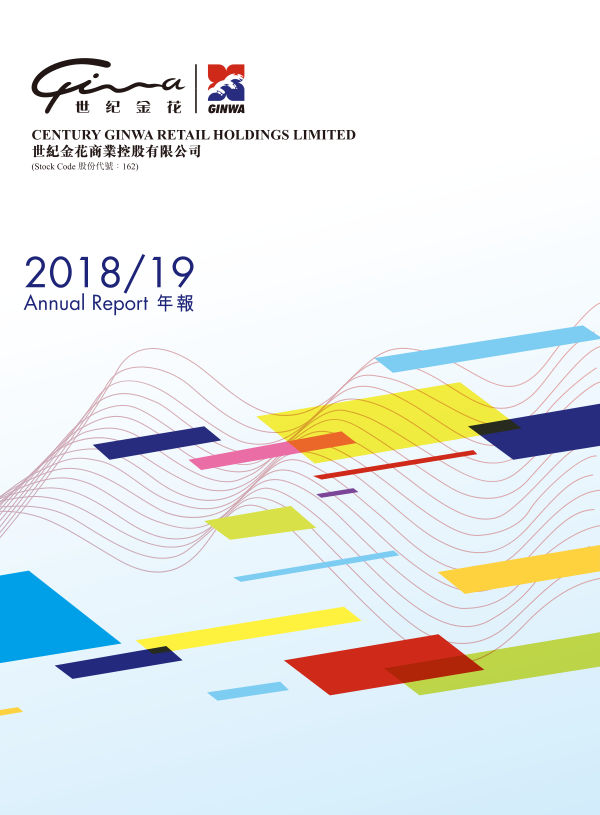 Ginwa
世紀金花
GINWA
CENTURY GINWA RETAIL HOLDINGS LIMITED
世紀金花商業控股有限公司
(Stock Code 股份代號：162)
2018/19
Annual Report 年報